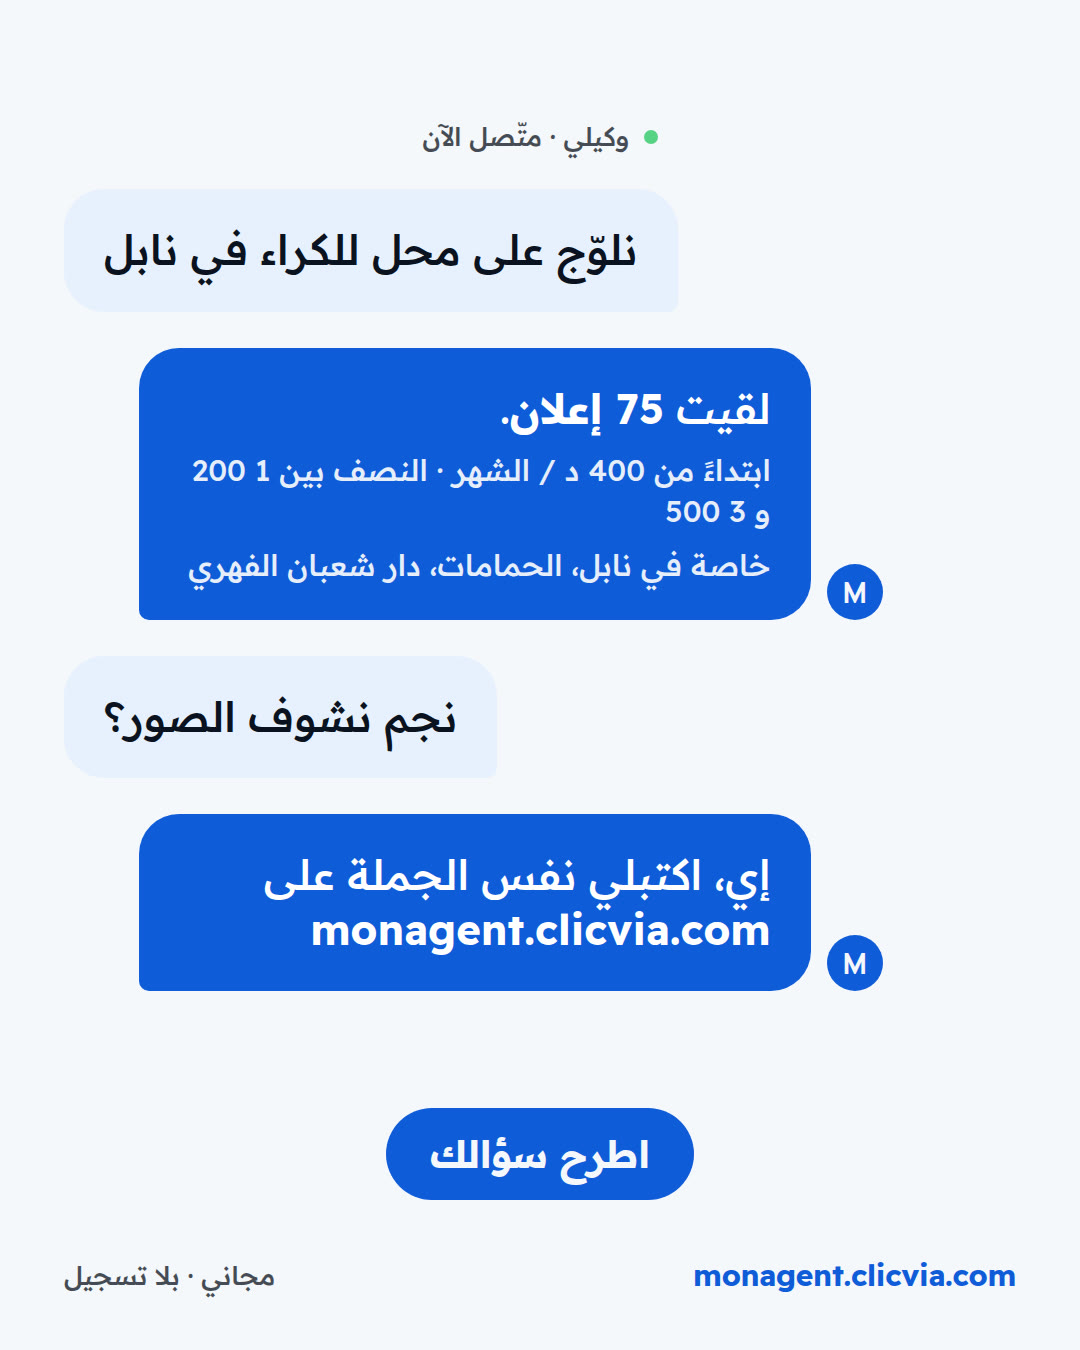 وكيلي · متّصل الآن
نلوّج على محل للكراء في نابل
لقيت 75 إعلان.
ابتداءً من 400 د / الشهر · النصف بين 1 200
و 3 500
خاصة في نابل، الحمامات، دار شعبان الفهري
M
نجم نشوف الصور؟
إي، اكتبلي نفس الجملة على
monagent.clicvia.com
M
اطرح سؤالك
monagent.clicvia.com
مجاني · بلا تسجيل